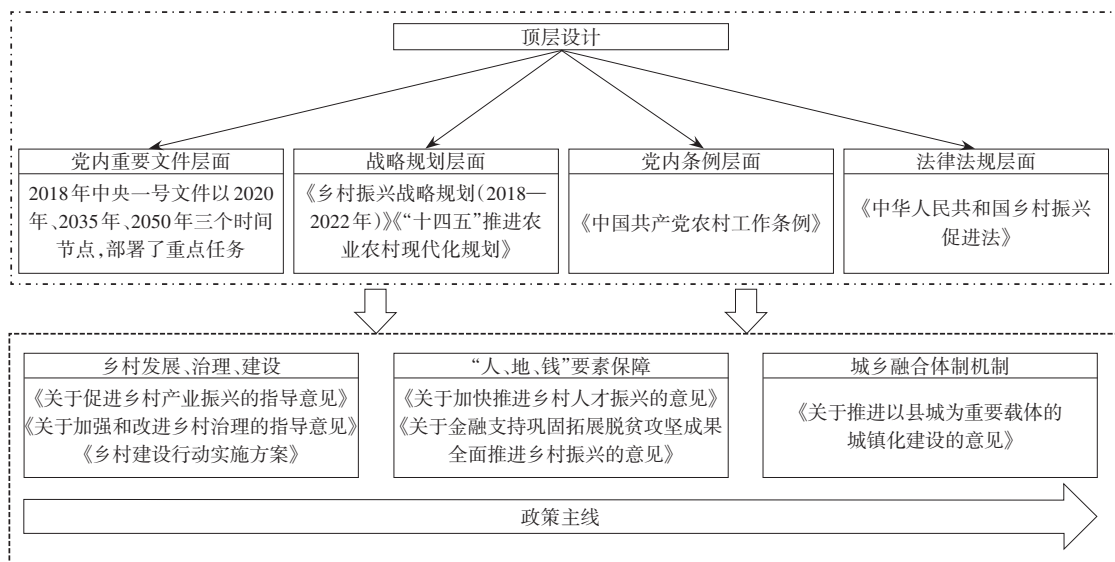 顶层设计
党内重要文件层面
2018年中央一号文件以2020
年、2035年、2050年三个时间
节点,部署了重点任务
战略规划层面
《乡村振兴战略规划(2018—
2022年)》《“十四五”推进农
业农村现代化规划》
党内条例层面
《中国共产党农村工作条例》
法律法规层面
《中华人民共和国乡村振兴
促进法》
乡村发展、治理、建设
《关于促进乡村产业振兴的指导意见》
《关于加强和改进乡村治理的指导意见》
《乡村建设行动实施方案》
“人、地、钱”要素保障
《关于加快推进乡村人才振兴的意见》
《关于金融支持巩固拓展脱贫攻坚成果
全面推进乡村振兴的意见》
城乡融合体制机制
《关于推进以县城为重要载体的
城镇化建设的意见》
政策主线